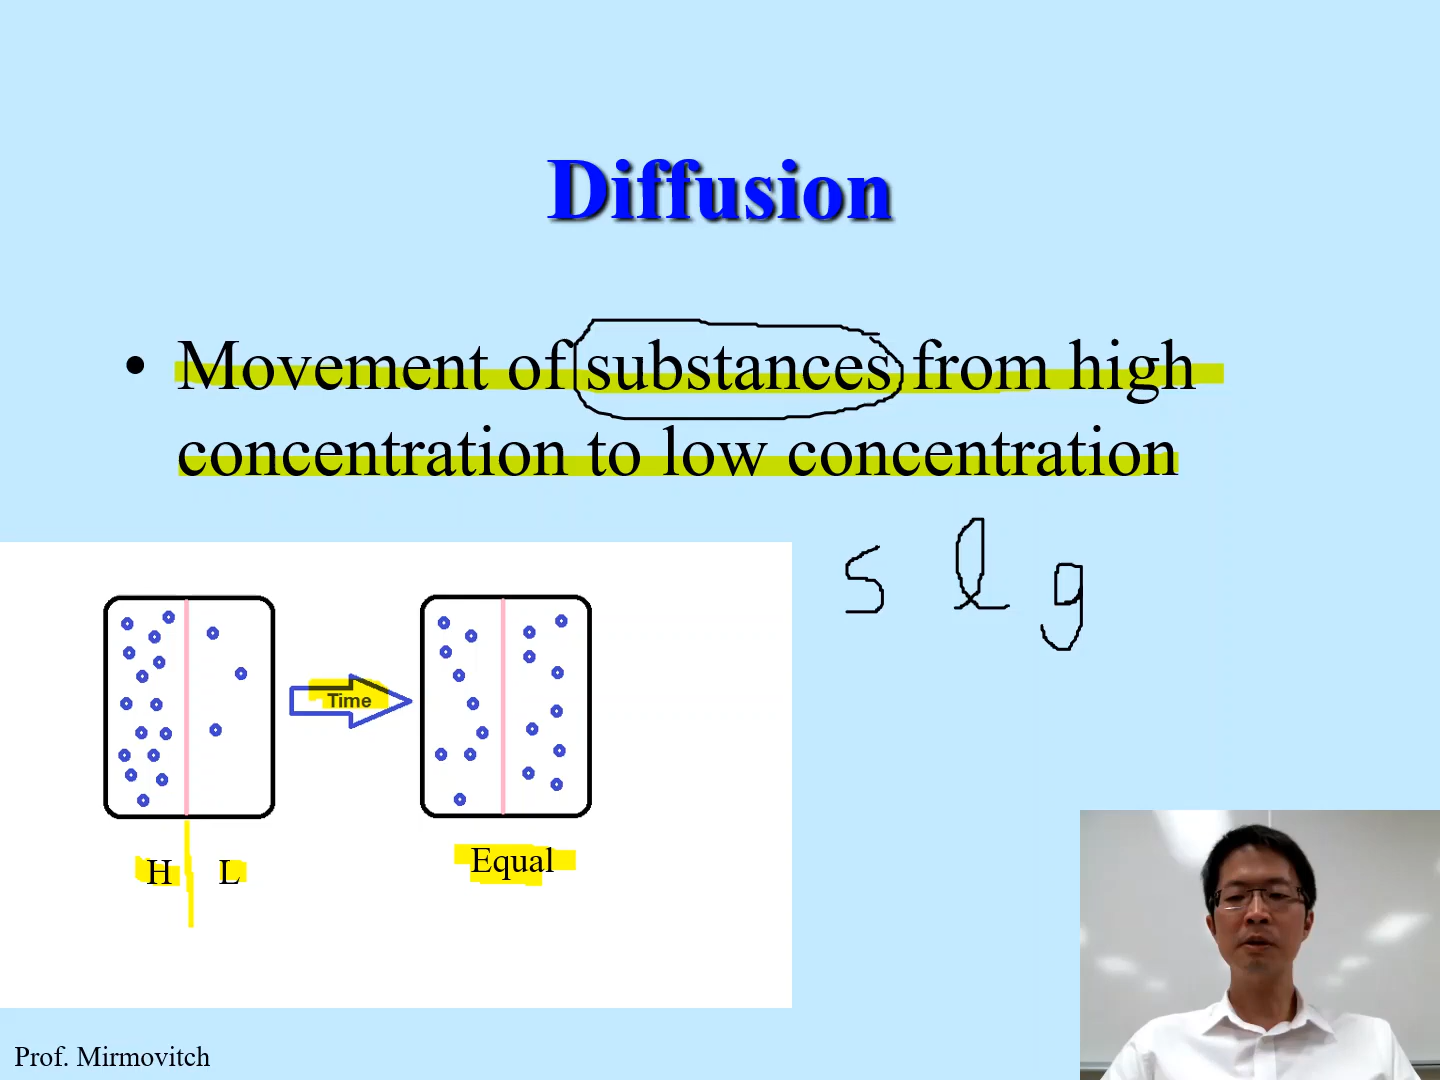 Diffusion
• Movement of substances from high
concentration to low concentration
s l g
Time
H L
Equal
Prof. Mirmovitch